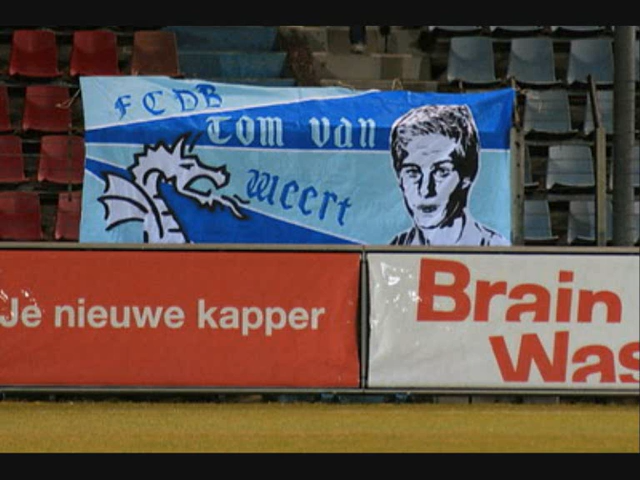 FCDB
Tom van
Weert
Je nieuwe kapper
Brain
Was